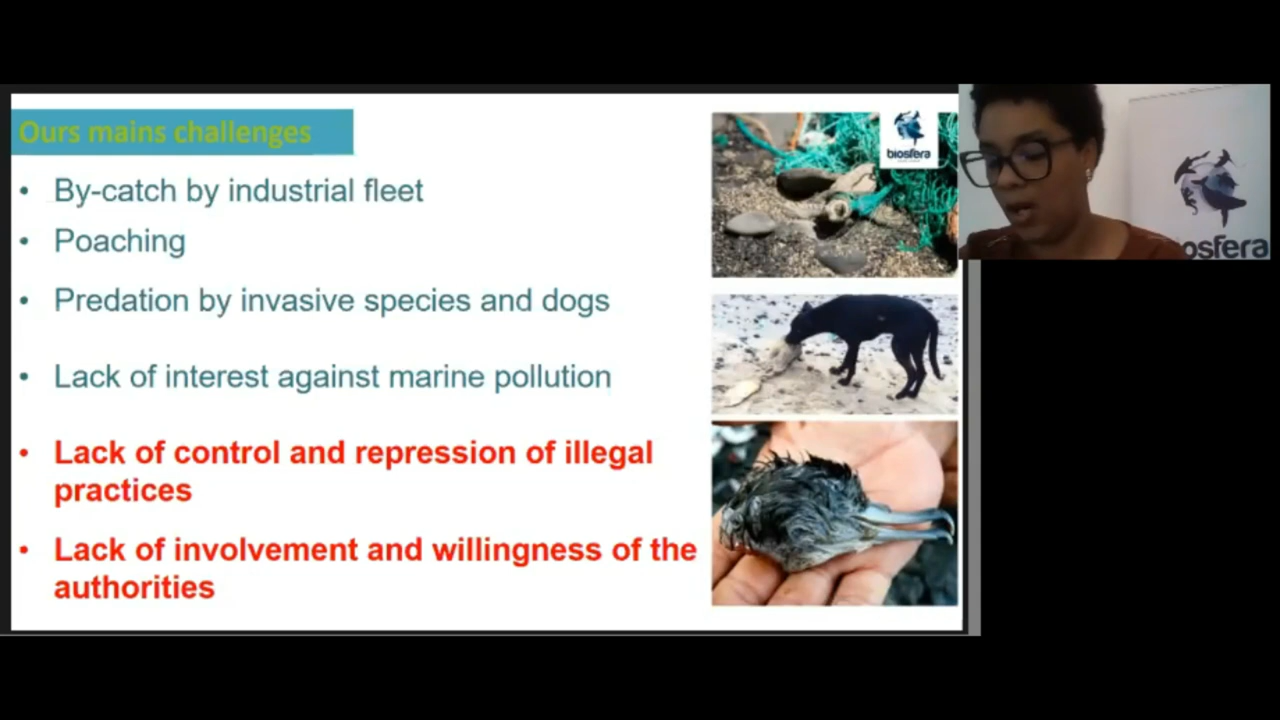 Ours mains challenges
By-catch by industrial fleet
Poaching
Predation by invasive species and dogs
Lack of interest against marine pollution
Lack of control and repression of illegal
practices
Lack of involvement and willingness of the
authorities
biosfera
biosfera